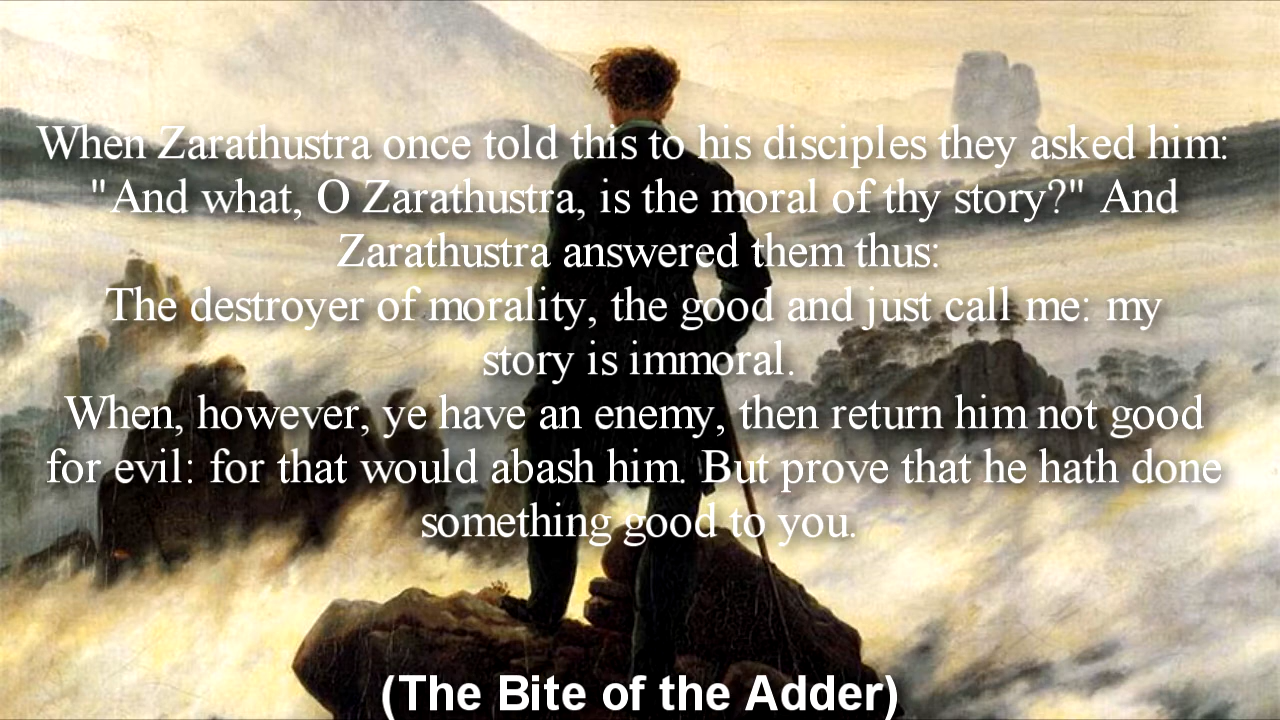 When Zarathustra once told this to his disciples they asked him:
"And what, O Zarathustra, is the moral of thy story?" And
Zarathustra answered them thus:
The destroyer of morality, the good and just call me: my
story is immoral.
When, however, ye have an enemy, then return him not good
for evil: for that would abash him. But prove that he hath done
something good to you.
(The Bite of the Adder)